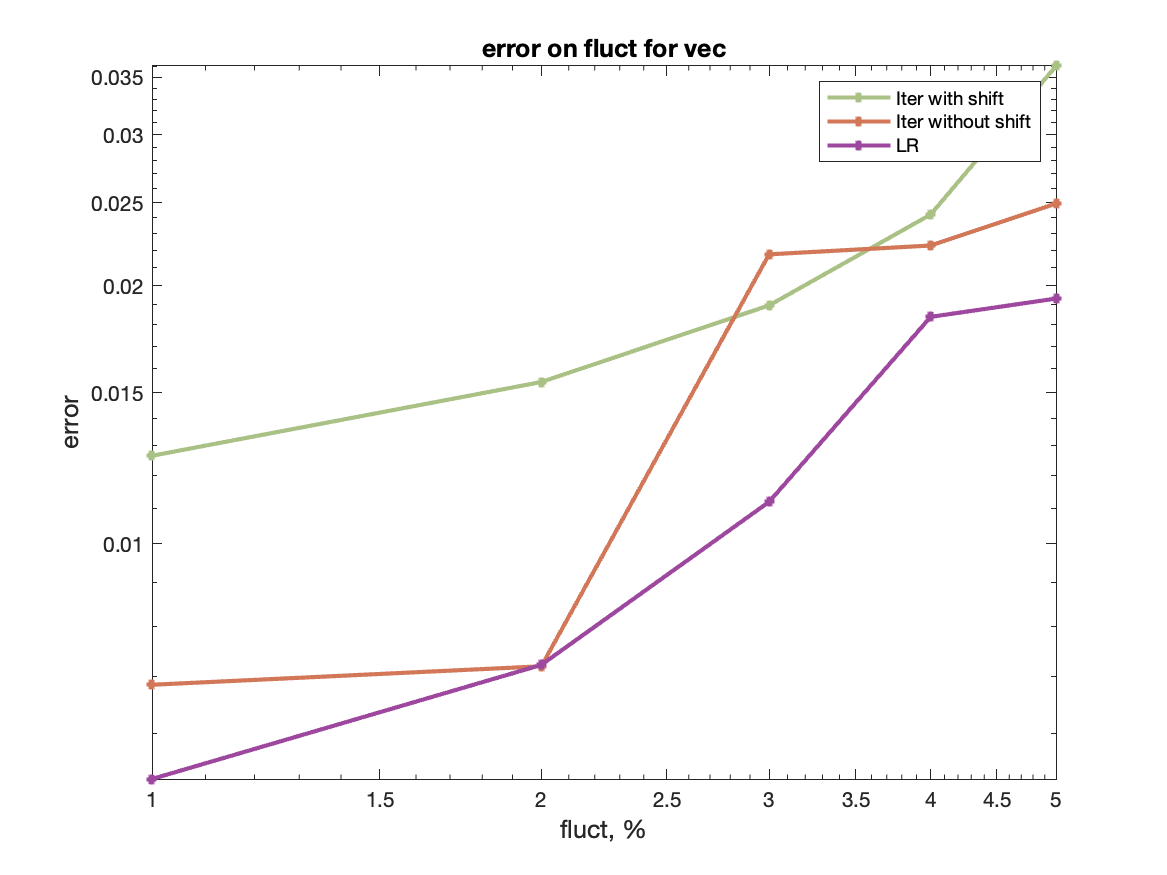 error on fluct for vec
Iter with shift
Iter without shift
LR
error
0.035
0.03
0.025
0.02
0.015
0.01
1
1.5
2
2.5
3
3.5
4
4.5
5
fluct, %